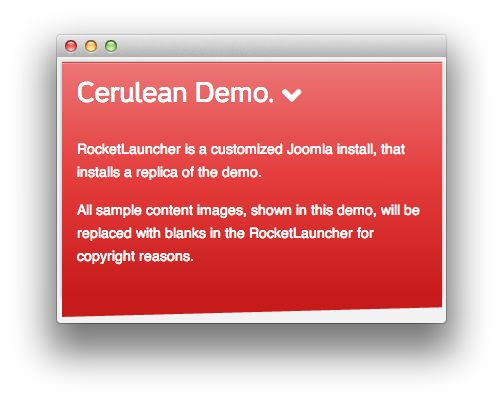 Cerulean Demo.
RocketLauncher is a customized Joomla install, that
installs a replica of the demo.
All sample content images, shown in this demo, will be
replaced with blanks in the RocketLauncher for
copyright reasons.